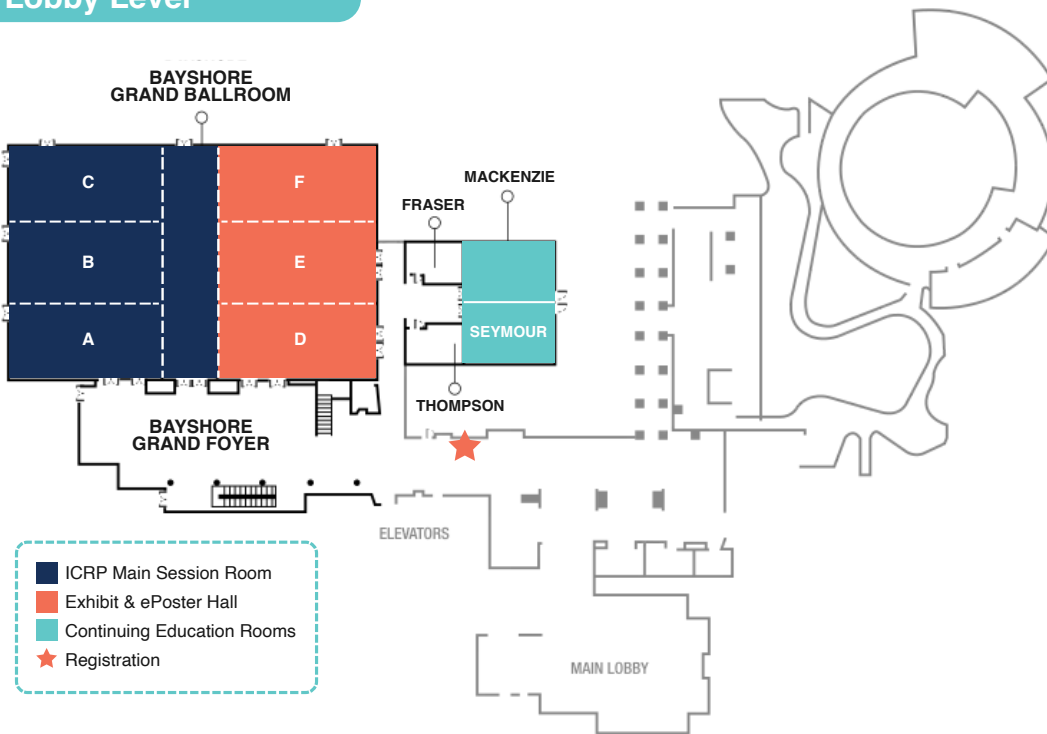 Lobby Level
BAYSHORE
GRAND BALLROOM
MACKENZIE
FRASER
C
F
B
E
A
D
SEYMOUR
THOMPSON
BAYSHORE
GRAND FOYER
ELEVATORS
ICRP Main Session Room
Exhibit & ePoster Hall
Continuing Education Rooms
Registration
MAIN LOBBY